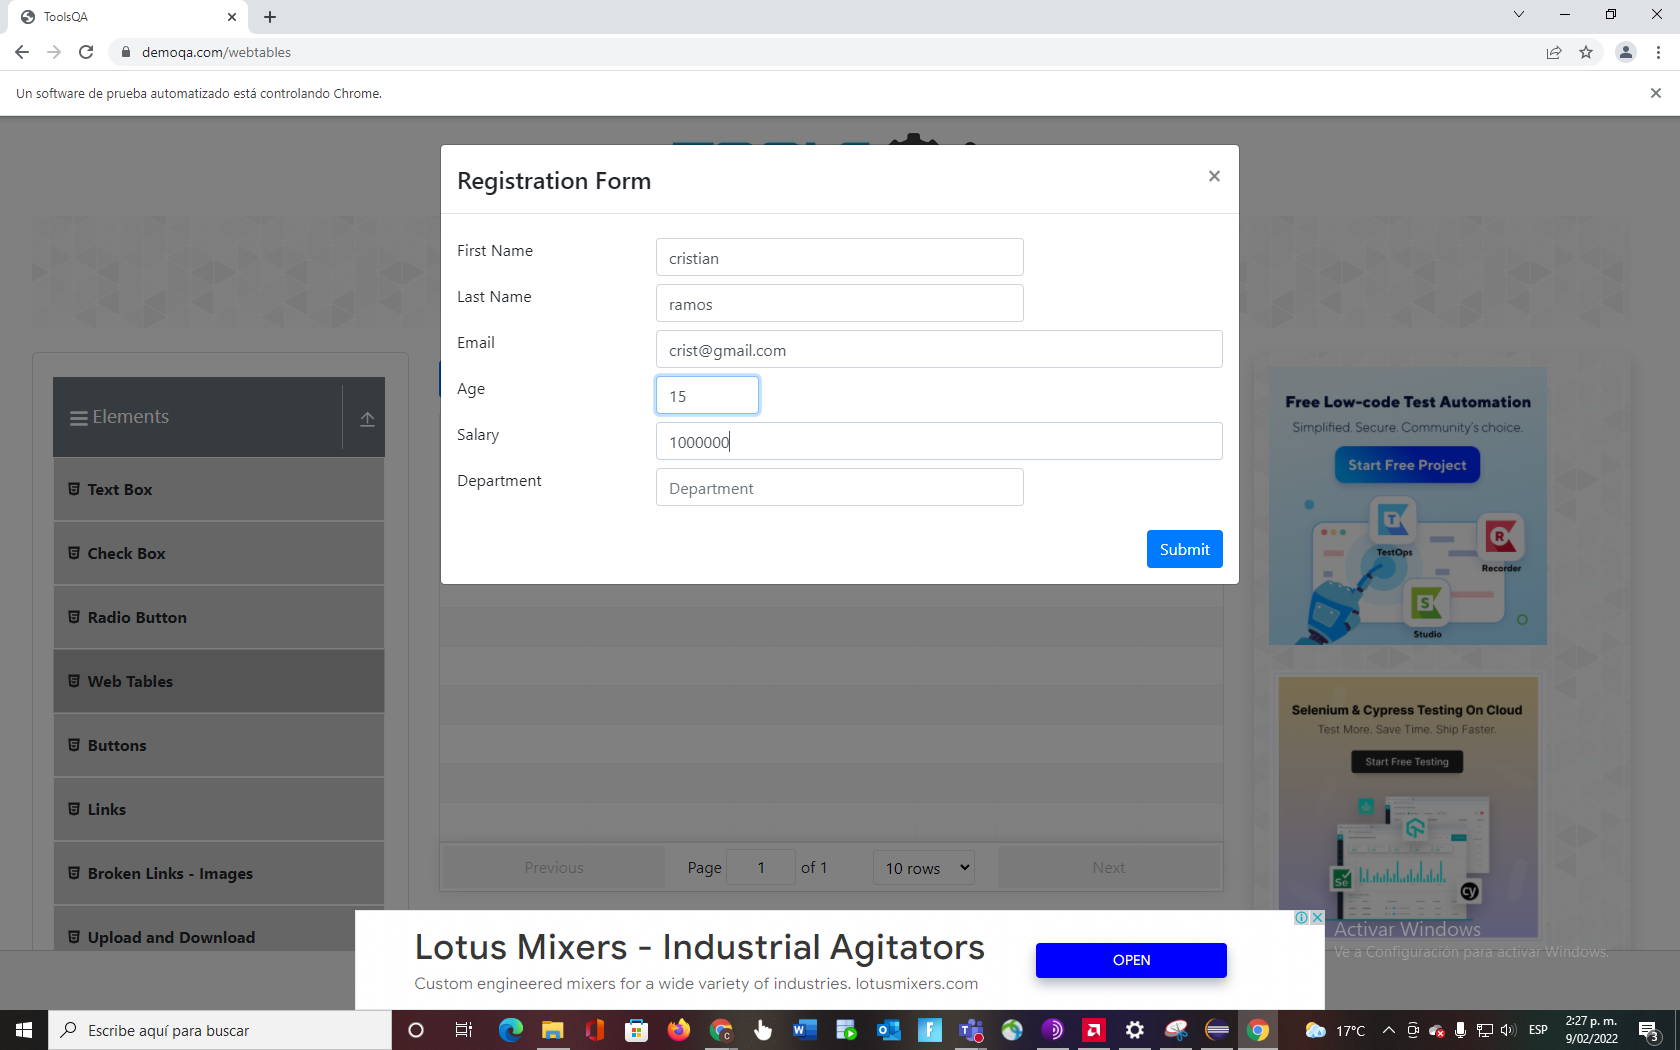 ToolsQA
demoqa.com/webtables
Un software de prueba automatizado está controlando Chrome.
Registration Form
First Name
cristian
Last Name
ramos
Email
crist@gmail.com
Age
15
Salary
1000000
Department
Department
Submit
Elements
Text Box
Check Box
Radio Button
Web Tables
Buttons
Links
Broken Links - Images
Upload and Download
Previous
Page 1 of 1
10 rows
Next
Free Low-code Test Automation
Simplified. Secure. Community's choice.
Start Free Project
TestOps
Recorder
Studio
Selenium & Cypress Testing On Cloud
Test More. Save Time. Ship Faster.
Start Free Testing
Se
cy
Lotus Mixers - Industrial Agitators
Custom engineered mixers for a wide variety of industries. lotusmixers.com
OPEN
Activar Windows
Ve a Configuración para activar Windows.
Escribe aquí para buscar
17°C
ESP
2:27 p. m.
9/02/2022
3